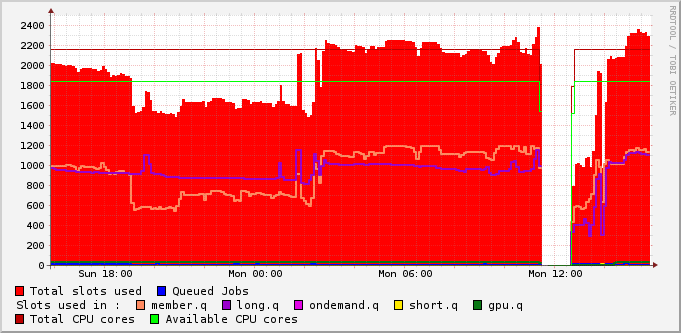 RRDTOOL / TOBI OETIKER
2400
2200
2000
1800
1600
1400
1200
1000
800
600
400
200
0
Sun 18:00 Mon 00:00 Mon 06:00 Mon 12:00
Total slots used Queued Jobs
Slots used in : member.q long.q ondemand.q short.q gpu.q
Total CPU cores Available CPU cores